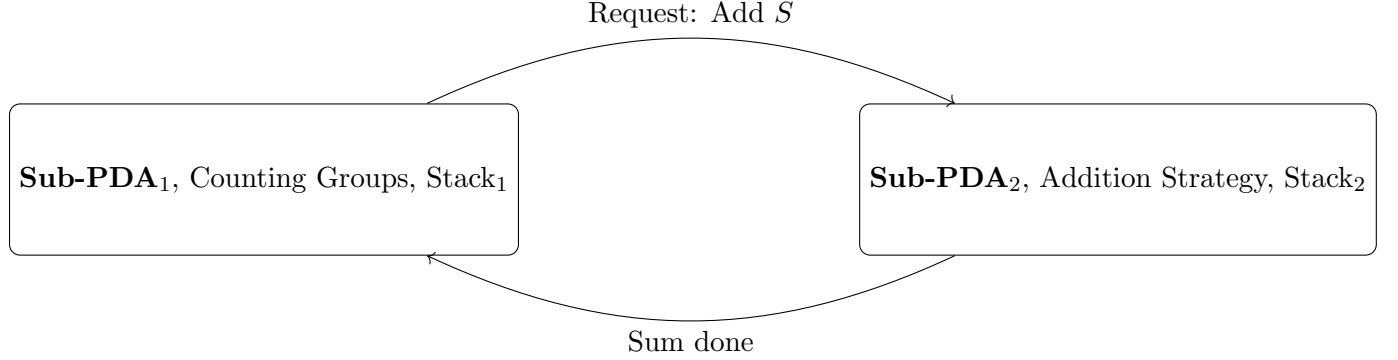 Request: Add S
Sub-PDA₁, Counting Groups, Stack₁
Sub-PDA₂, Addition Strategy, Stack₂
Sum done